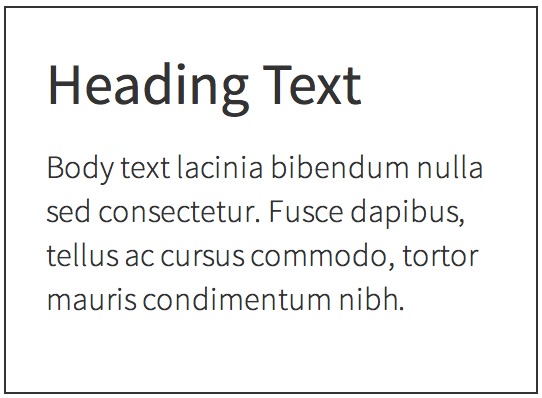 Heading Text
Body text lacinia bibendum nulla
sed consectetur. Fusce dapibus,
tellus ac cursus commodo, tortor
mauris condimentum nibh.